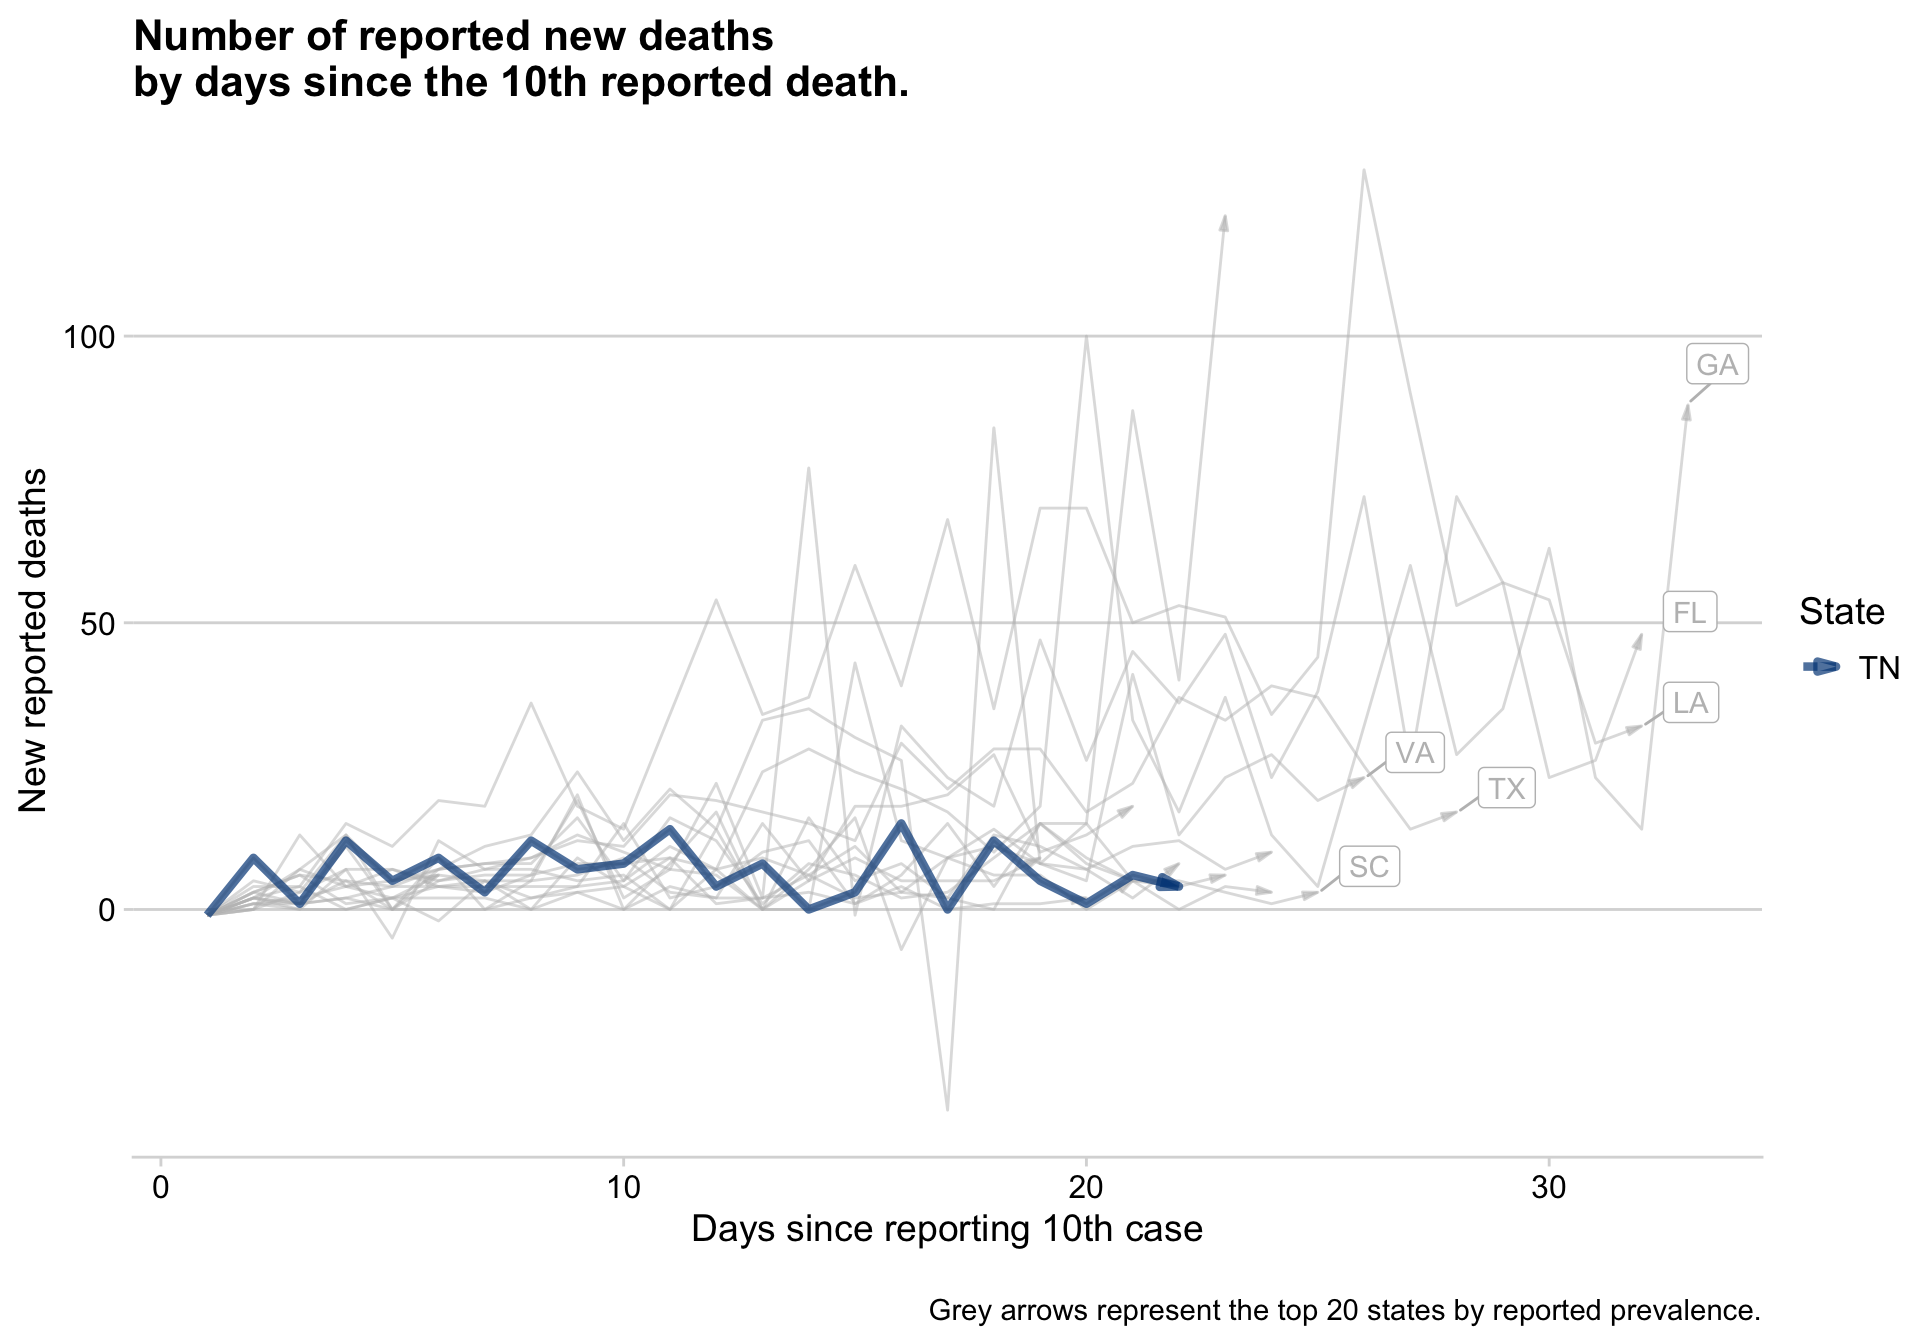 Number of reported new deaths
by days since the 10th reported death.
New reported deaths
100
50
0
GA
FL
LA
VA
TX
SC
State
TN
0 10 20 30
Days since reporting 10th case
Grey arrows represent the top 20 states by reported prevalence.